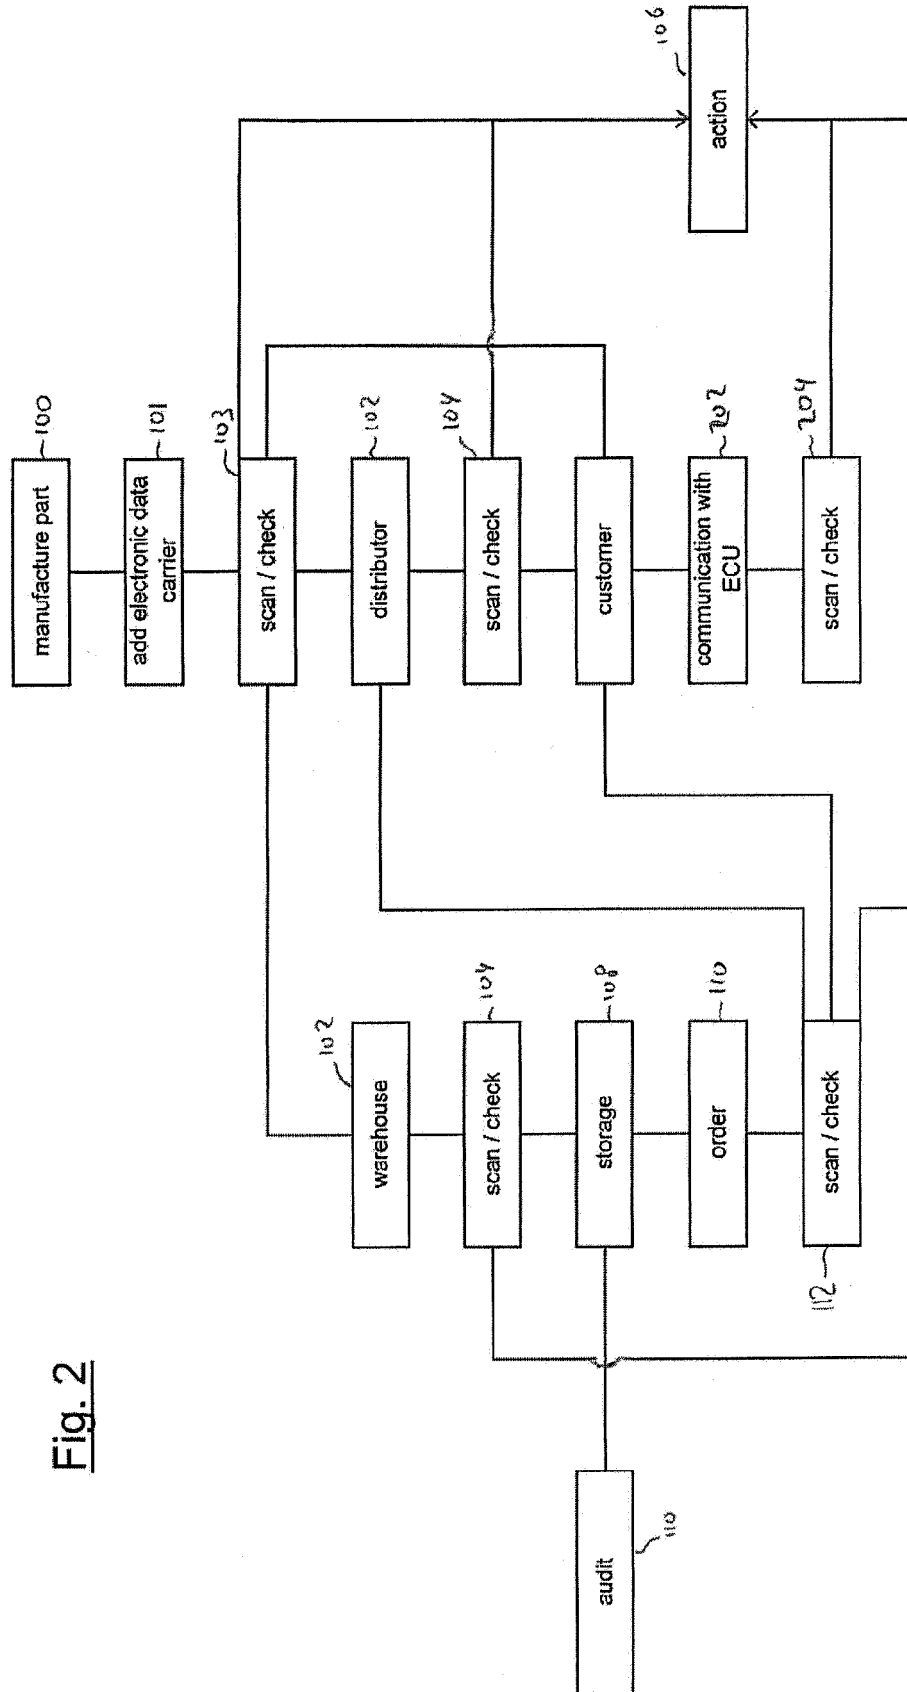 Fig. 2
manufacture part
100
add electronic data
carrier
101
scan / check
103
distributor
102
scan / check
104
customer
communication with
ECU
202
scan / check
204
action
106
warehouse
102
scan / check
104
storage
108
order
110
scan / check
112
audit
110